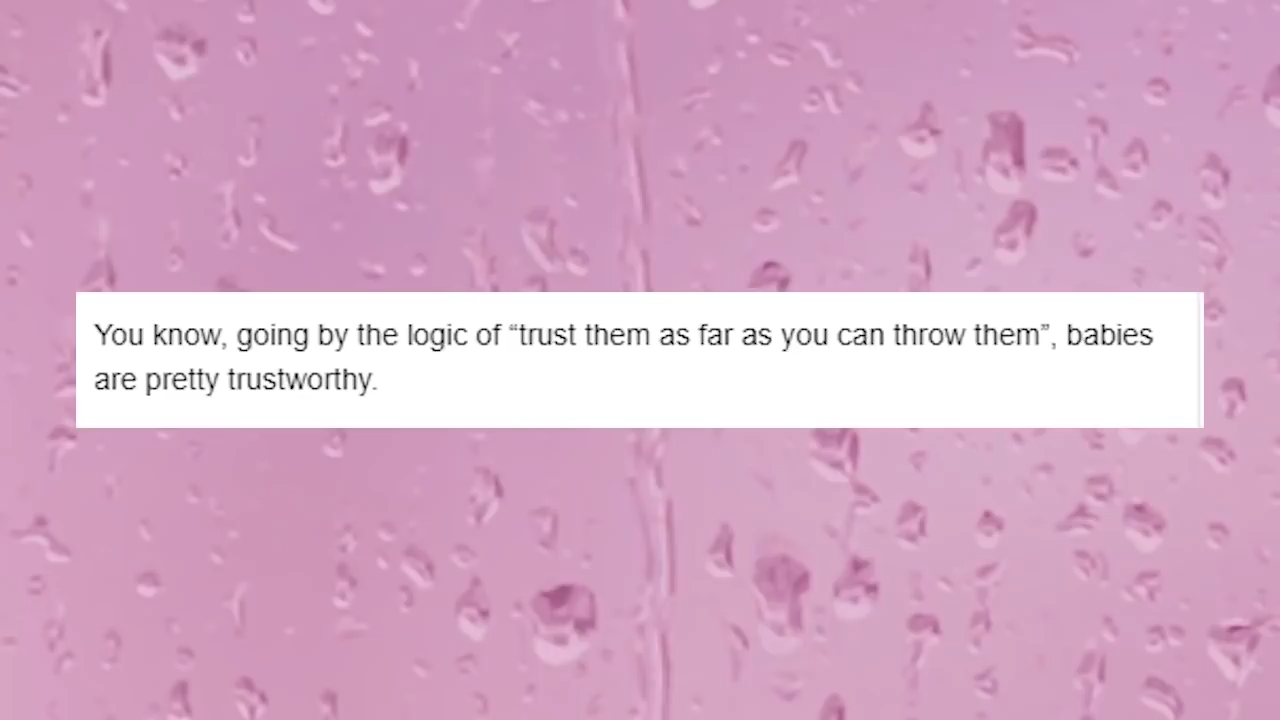 You know, going by the logic of “trust them as far as you can throw them”, babies
are pretty trustworthy.